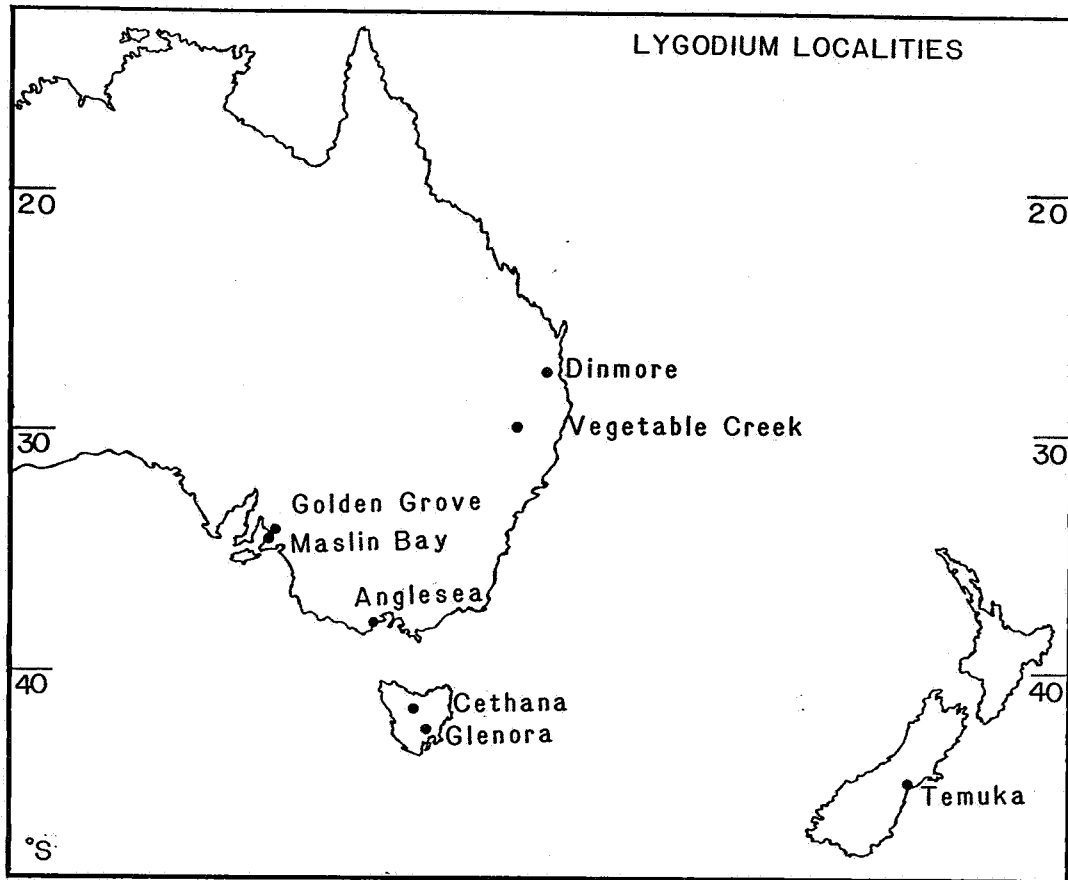 LYGODIUM LOCALITIES
20
20
Dinmore
Vegetable Creek
30
30
Golden Grove
Maslin Bay
Anglesea
40
40
Cethana
Glenora
Temuka
°S